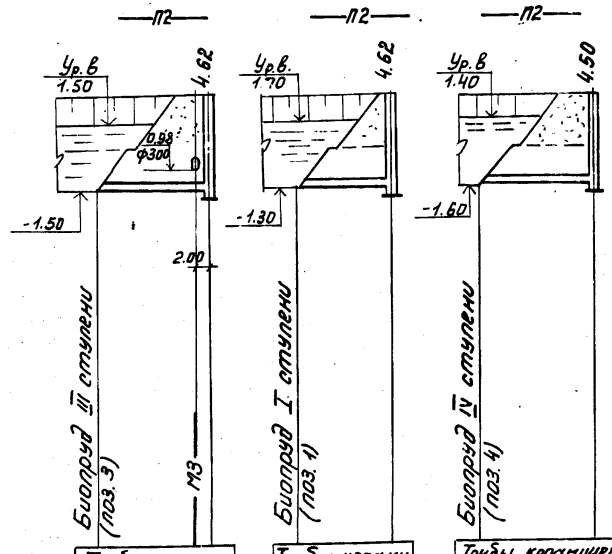 П2
Ур.в
1.50
4.62
0.98
Ф300
-1.50
2.00
Биопруд III ступени
(поз. 3)
М3
П2
Ур.в.
1.70
4.62
-1.30
Биопруд I ступени
(поз. 1)
П2
Ур.в
1.40
4.50
-1.60
Биопруд IV ступени
(поз. 4)
Трубы